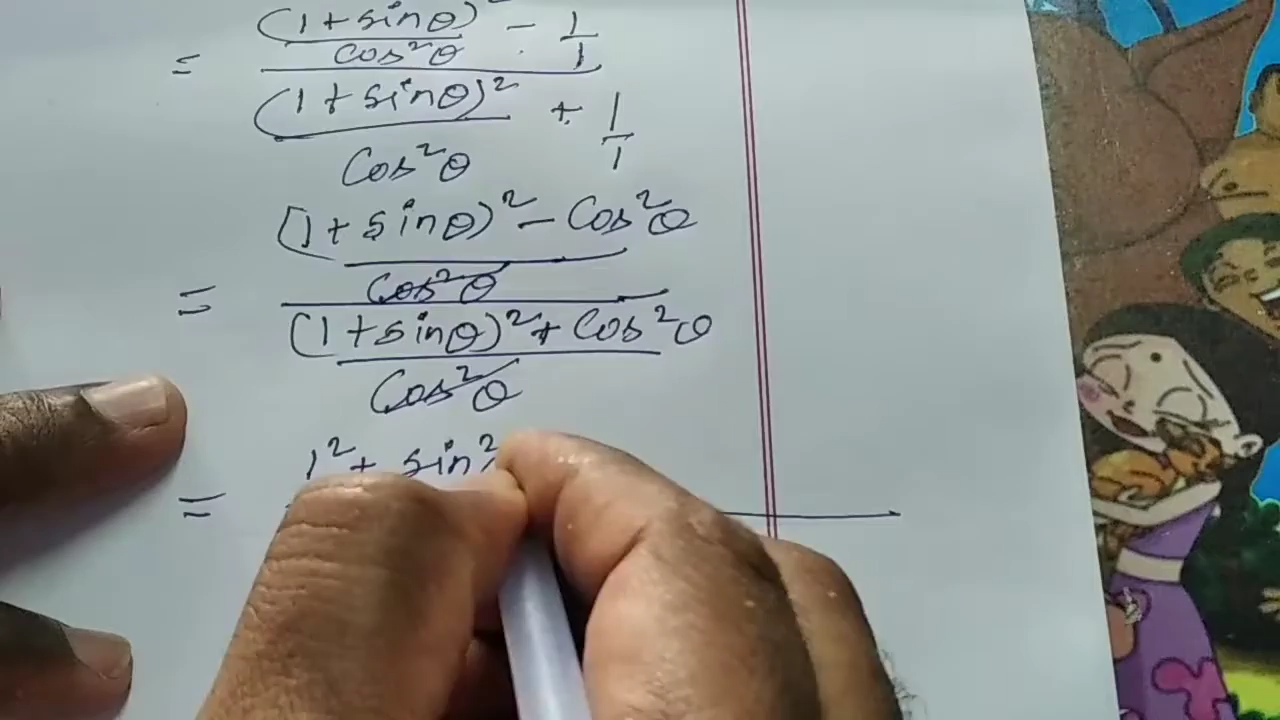 (1 + sinθ)² - 1
cos²θ 1
=
(1 + sinθ)² + 1
cos²θ 1
(1 + sinθ)² - cos²θ
cos²θ
=
(1 + sinθ)² + cos²θ
cos²θ
1² + sin²
=